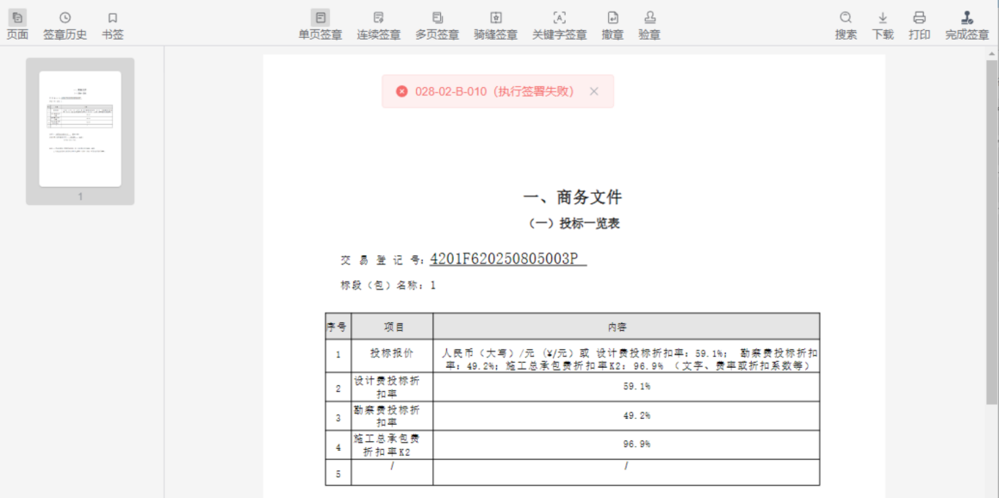 页面 签章历史 书签 单页签章 连续签章 多页签章 骑缝签章 关键字签章 撤章 验章 搜索 下载 打印 完成签章
028-02-B-010（执行签署失败）
1
一、商务文件
（一）投标一览表
交 易 登 记 号：4201F620250805003P
标段（包）名称：1
序号 项目 内容
1 投标报价 人民币（大写）/元（¥/元）或 设计费投标折扣率：59.1%； 勘察费投标折扣
率：49.2%；施工总承包费折扣率K2：96.9% （文字、费率或折扣系数等）
2 设计费投标折
扣率 59.1%
3 勘察费投标折
扣率 49.2%
4 施工总承包费
折扣率K2 96.9%
5 / /